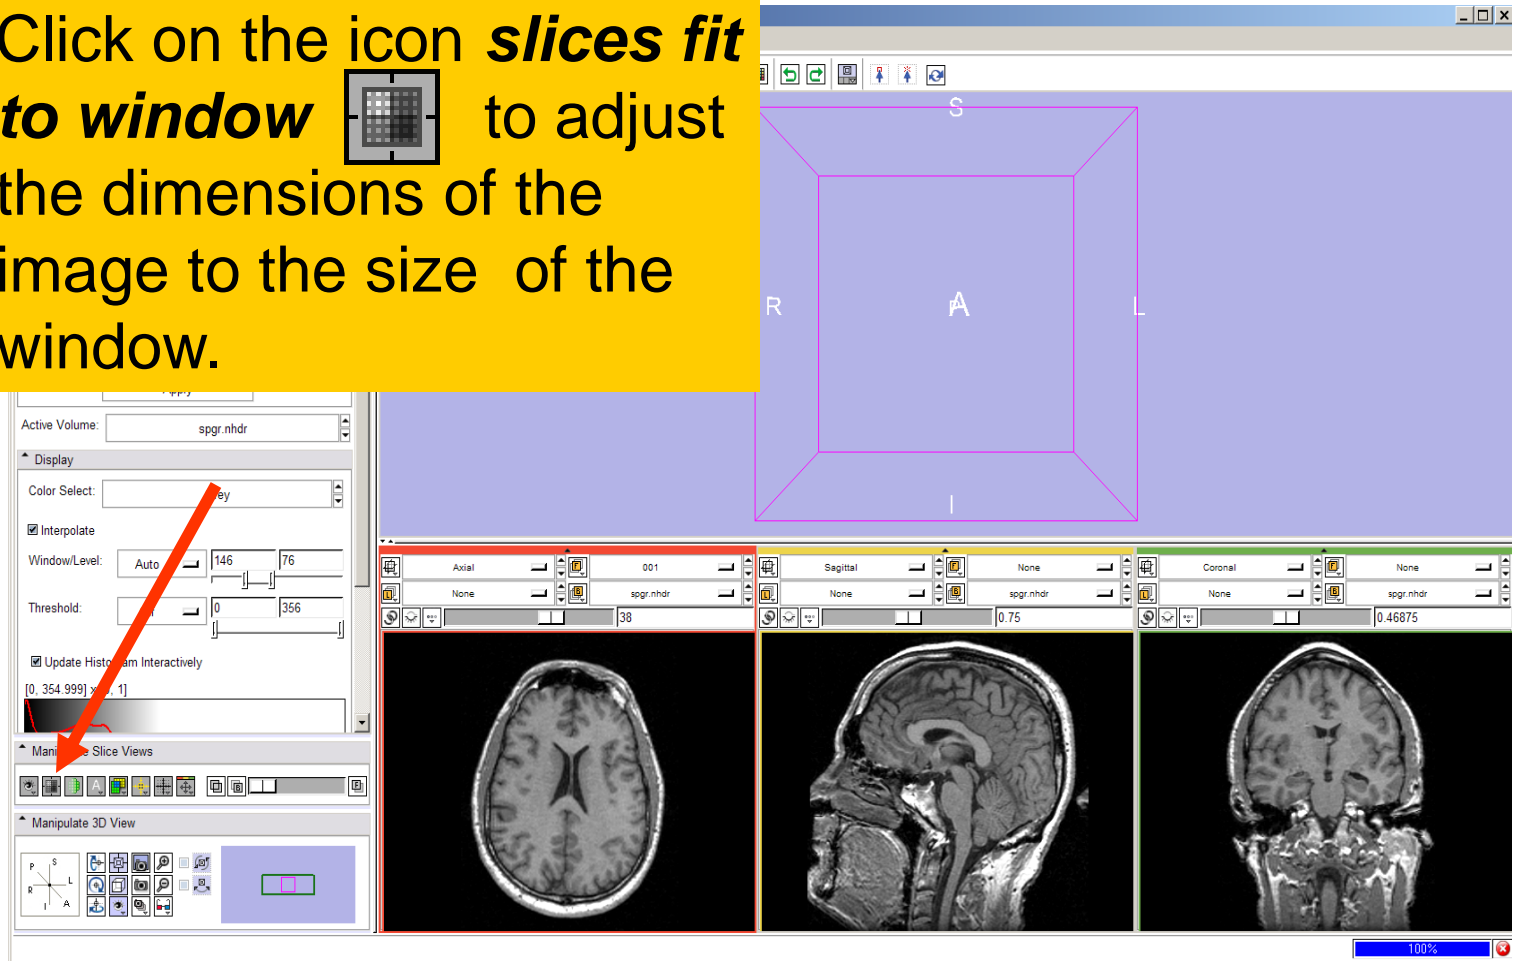 Click on the icon slices fit
to window to adjust
the dimensions of the
image to the size of the
window.
S
R
A
L
I
Active Volume:
spgr.nhdr
Display
Color Select:
Interpolate
Window/Level:
Auto
146
76
Threshold:
0
356
Update Histogram Interactively
[0, 354.999] x
1]
Slice Views
Manipulate 3D View
P S
R L
I A
Axial
001
None
spgr.nhdr
38
Sagittal
None
None
spgr.nhdr
0.75
Coronal
None
None
spgr.nhdr
0.46875
100%